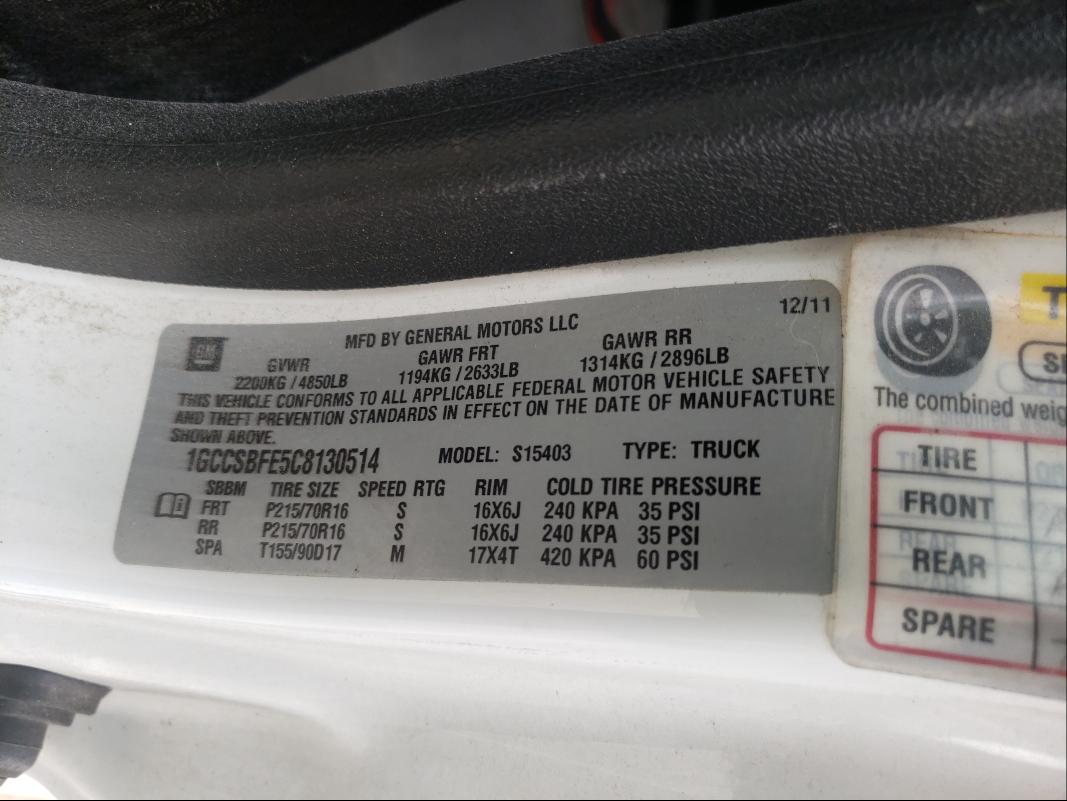 12/11
MFD BY GENERAL MOTORS LLC
GM
GVWR GAWR FRT GAWR RR
2200KG / 4850LB 1194KG / 2633LB 1314KG / 2896LB
THIS VEHICLE CONFORMS TO ALL APPLICABLE FEDERAL MOTOR VEHICLE SAFETY
AND THEFT PREVENTION STANDARDS IN EFFECT ON THE DATE OF MANUFACTURE
SHOWN ABOVE.
1GCCSBFE5C8130514 MODEL: S15403 TYPE: TRUCK
SBBM TIRE SIZE SPEED RTG RIM COLD TIRE PRESSURE
FRT P215/70R16 S 16X6J 240 KPA 35 PSI
RR P215/70R16 S 16X6J 240 KPA 35 PSI
SPA T155/90D17 M 17X4T 420 KPA 60 PSI
The combined
TIRE
FRONT
REAR
SPARE